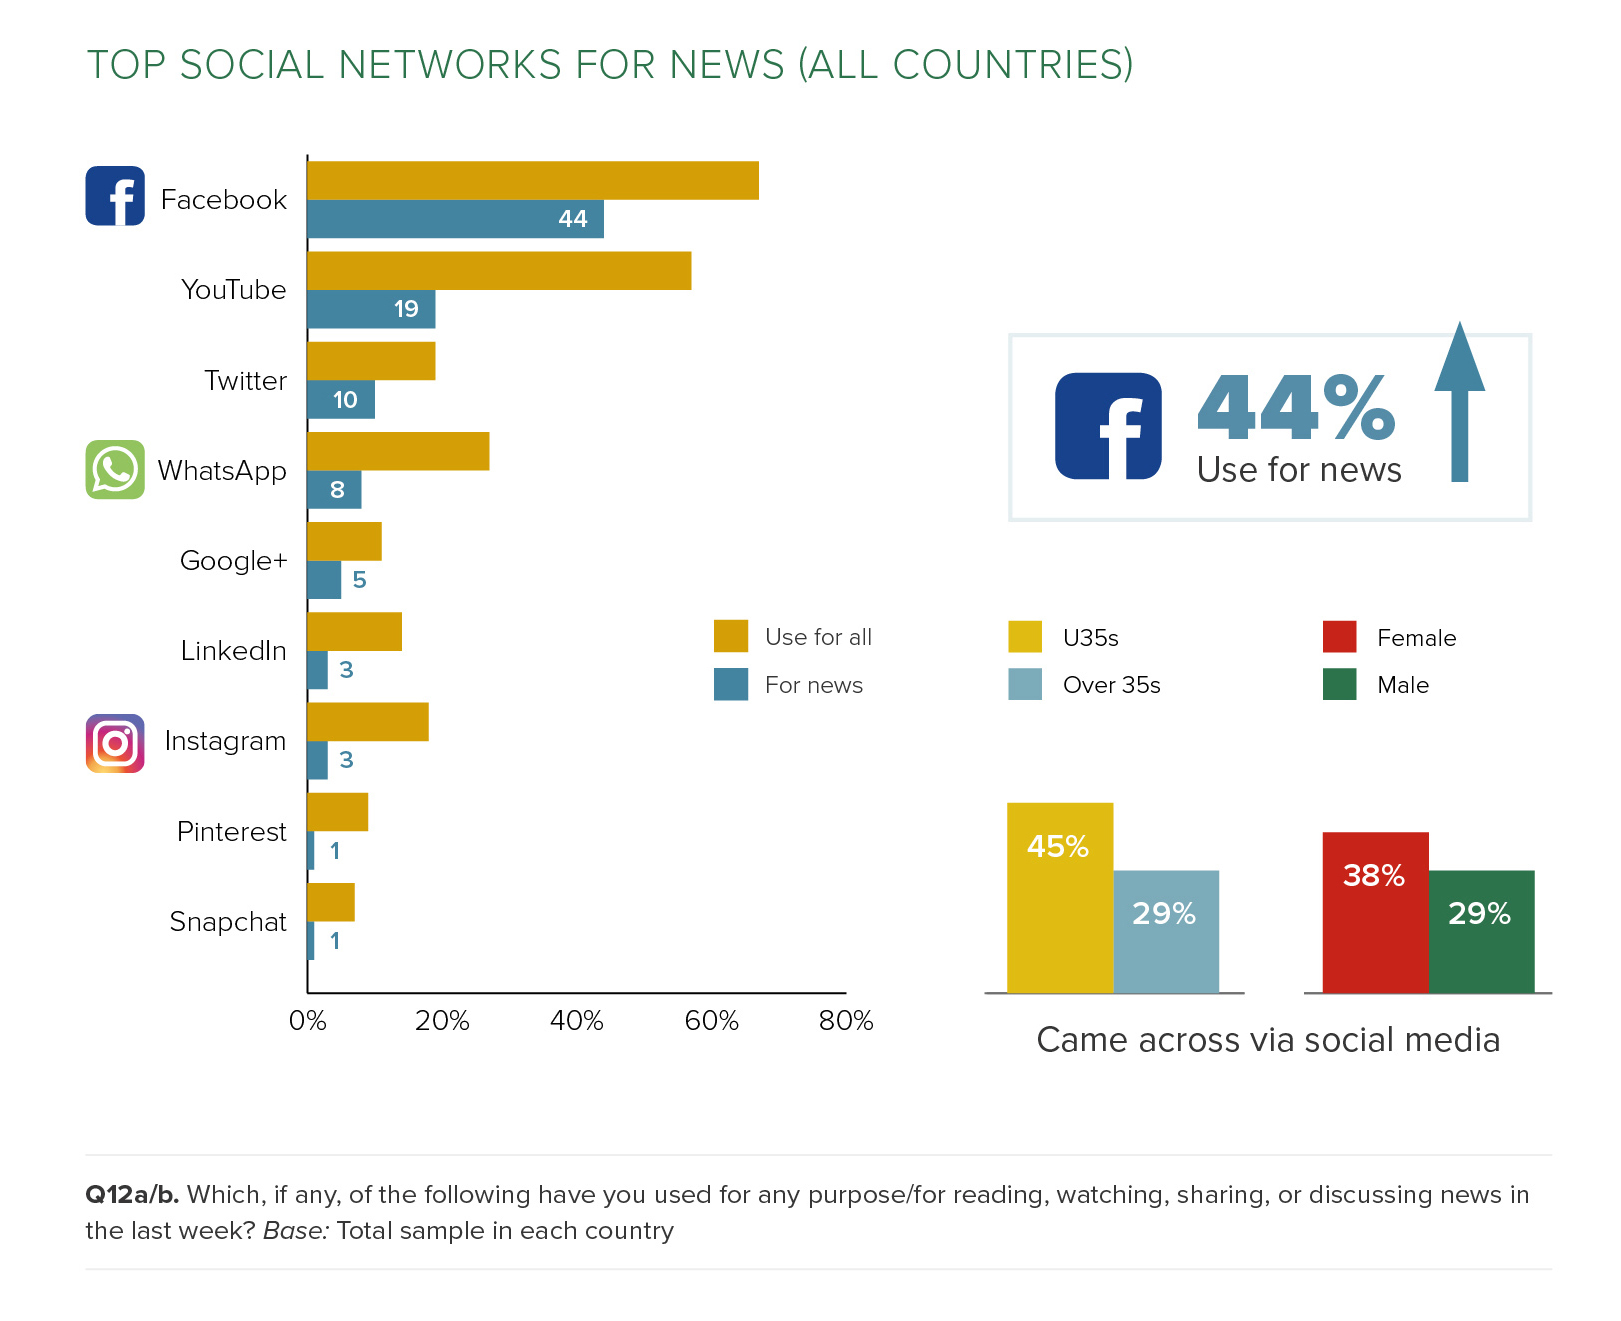 TOP SOCIAL NETWORKS FOR NEWS (ALL COUNTRIES)
Facebook
44
YouTube
19
Twitter
10
WhatsApp
8
Google+
5
LinkedIn
3
Instagram
3
Pinterest
1
Snapchat
1
0% 20% 40% 60% 80%
Use for all
For news
44%
Use for news
U35s
Over 35s
Female
Male
45%
29%
38%
29%
Came across via social media
Q12a/b. Which, if any, of the following have you used for any purpose/for reading, watching, sharing, or discussing news in
the last week? Base: Total sample in each country